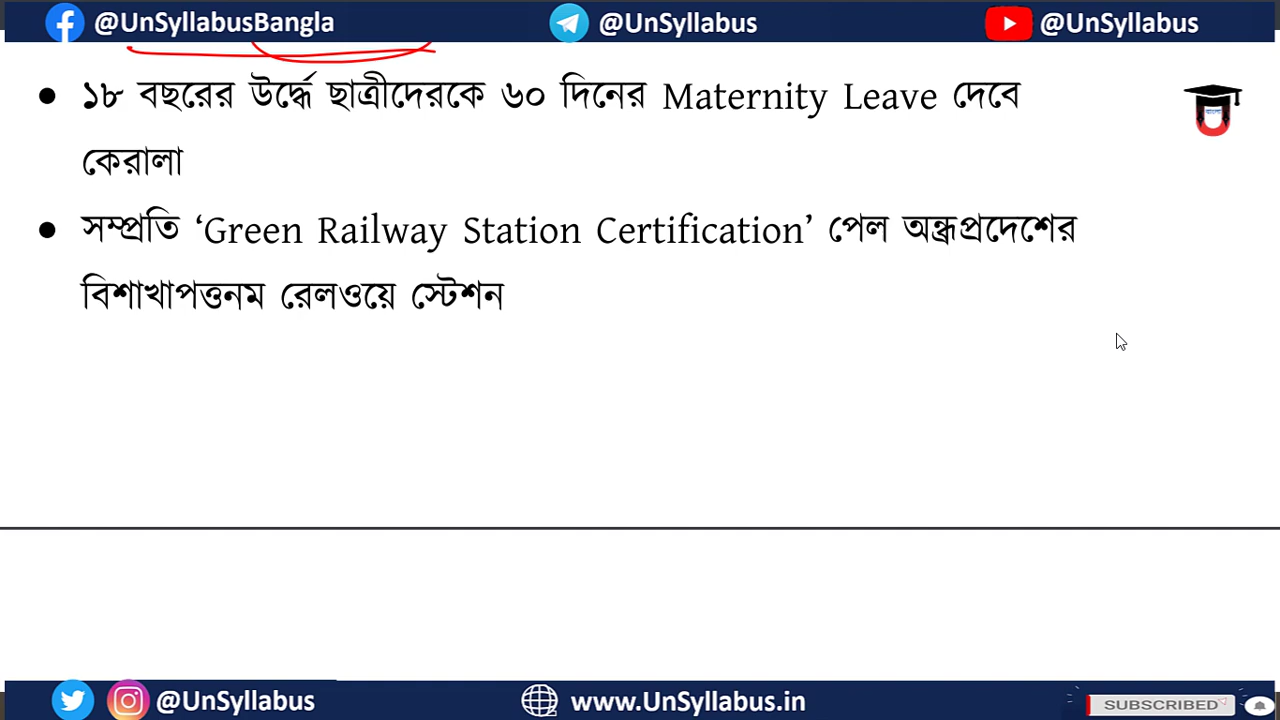 @UnSyllabusBangla @UnSyllabus @UnSyllabus
১৮ বছরের উর্দ্ধে ছাত্রীদেরকে ৬০ দিনের Maternity Leave দেবে
কেরালা
সম্প্রতি ‘Green Railway Station Certification’ পেল অন্ধ্রপ্রদেশের
বিশাখাপত্তনম রেলওয়ে স্টেশন
@UnSyllabus www.UnSyllabus.in SUBSCRIBED